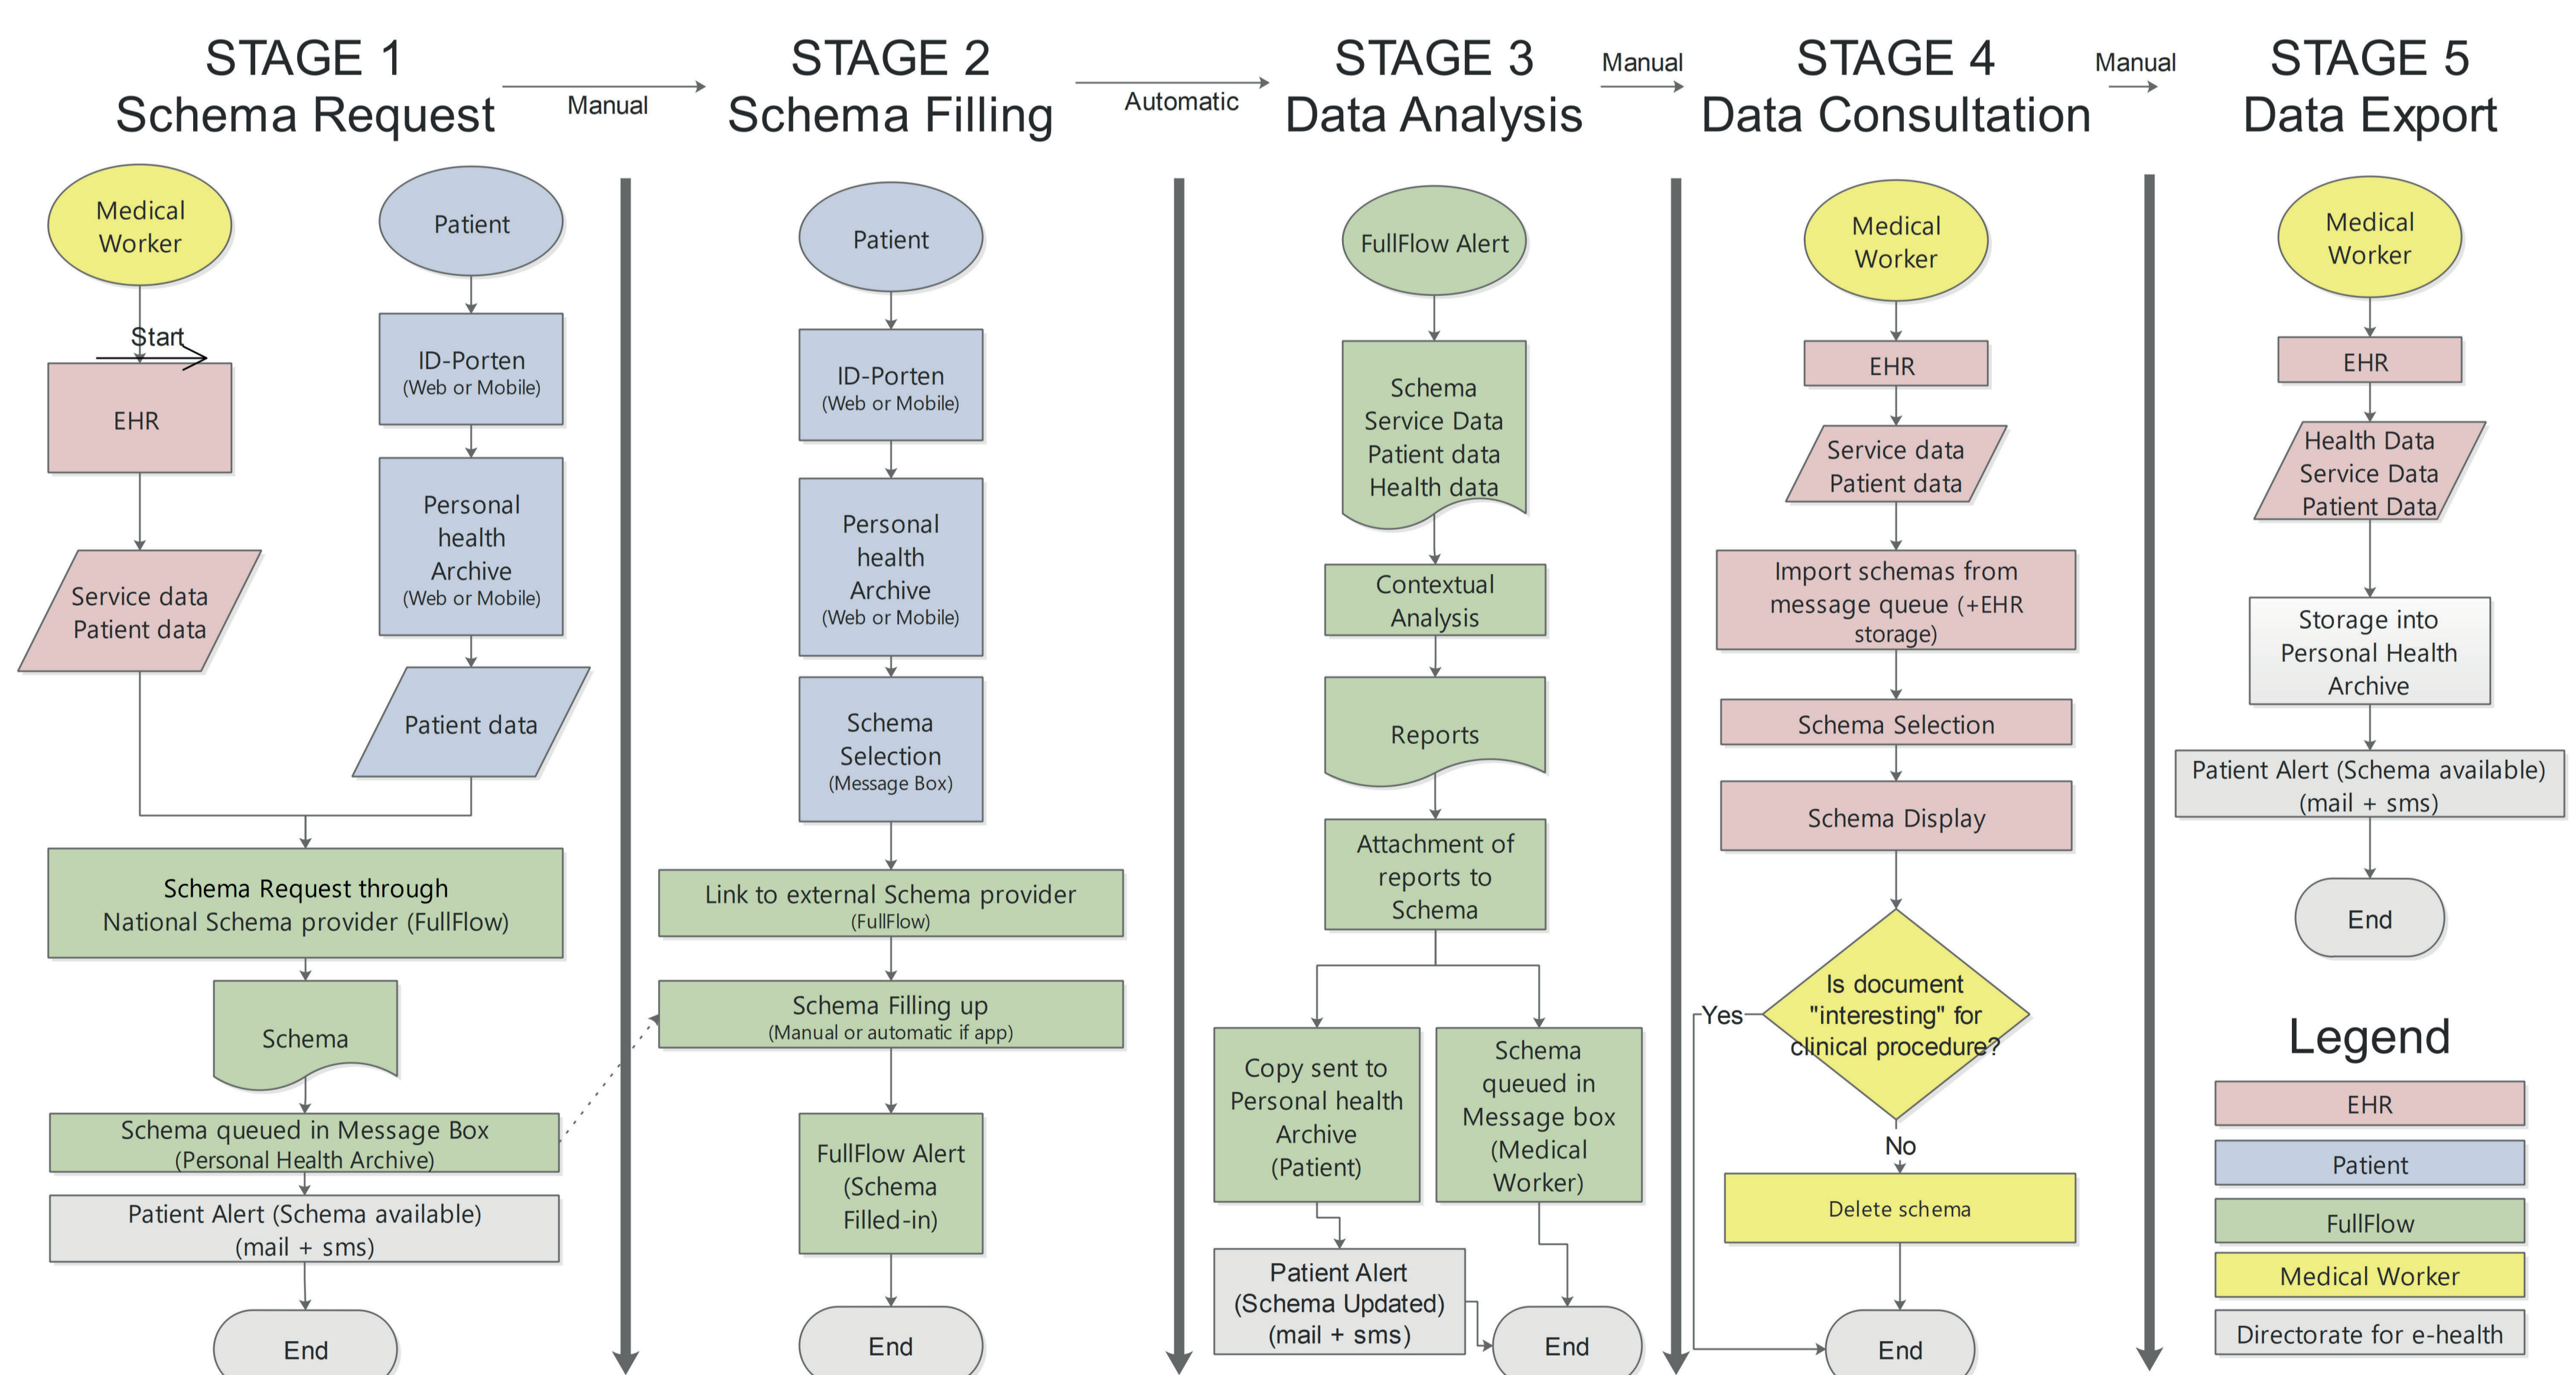 STAGE 1
Schema Request
Manual
STAGE 2
Schema Filling
Automatic
STAGE 3
Data Analysis
Manual
STAGE 4
Data Consultation
Manual
STAGE 5
Data Export
Medical
Worker
Start
EHR
Service data
Patient data
Patient
ID-Porten
(Web or Mobile)
Personal
health
Archive
(Web or Mobile)
Patient data
Schema Request through
National Schema provider (FullFlow)
Schema
Schema queued in Message Box
(Personal Health Archive)
Patient Alert (Schema available)
(mail + sms)
End
Patient
ID-Porten
(Web or Mobile)
Personal
health
Archive
(Web or Mobile)
Schema
Selection
(Message Box)
Link to external Schema provider
(FullFlow)
Schema Filling up
(Manual or automatic if app)
FullFlow Alert
(Schema
Filled-in)
End
FullFlow Alert
Schema
Service Data
Patient data
Health data
Contextual
Analysis
Reports
Attachment of
reports to
Schema
Copy sent to
Personal health
Archive
(Patient)
Patient Alert
(Schema Updated)
(mail + sms)
Schema
queued in
Message box
(Medical
Worker)
End
Medical
Worker
EHR
Service data
Patient data
Import schemas from
message queue (+EHR
storage)
Schema Selection
Schema Display
Is document
"interesting" for
clinical procedure?
Yes
No
Delete schema
End
Medical
Worker
EHR
Health Data
Service Data
Patient Data
Storage into
Personal Health
Archive
Patient Alert (Schema available)
(mail + sms)
End
Legend
EHR
Patient
FullFlow
Medical Worker
Directorate for e-health